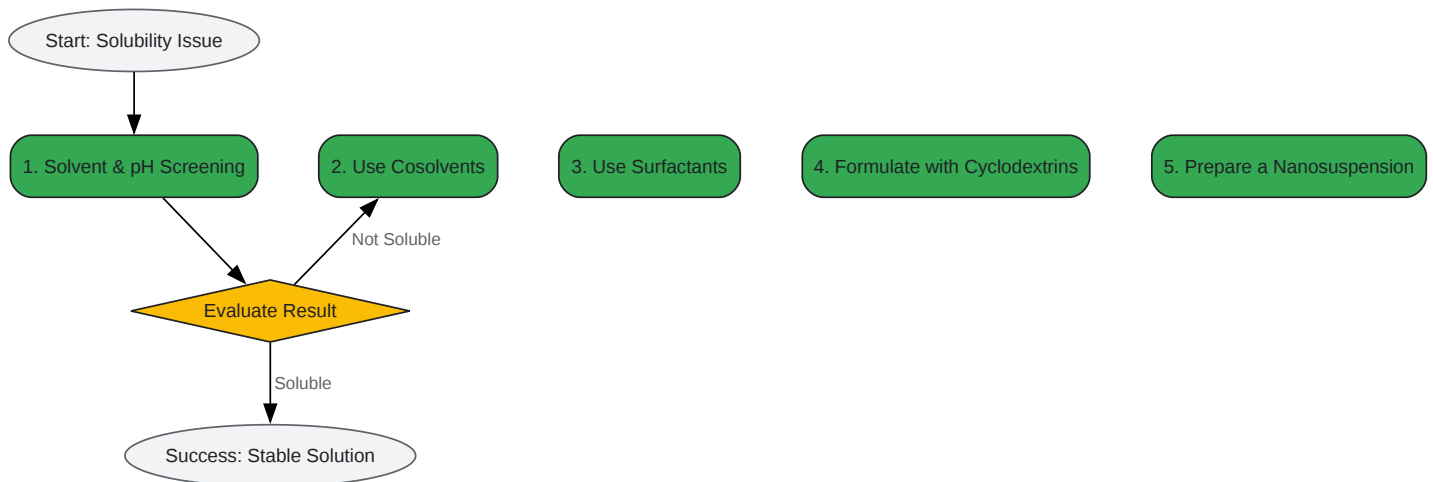 Start: Solubility Issue
1. Solvent & pH Screening
2. Use Cosolvents
3. Use Surfactants
4. Formulate with Cyclodextrins
5. Prepare a Nanosuspension
Not Soluble
Evaluate Result
Soluble
Success: Stable Solution